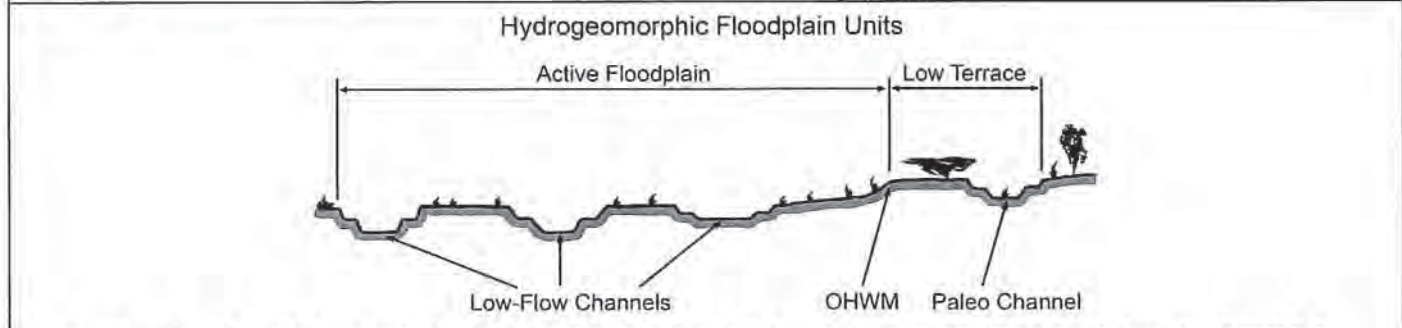 Hydrogeomorphic Floodplain Units
Active Floodplain
Low Terrace
Low-Flow Channels
OHWM
Paleo Channel